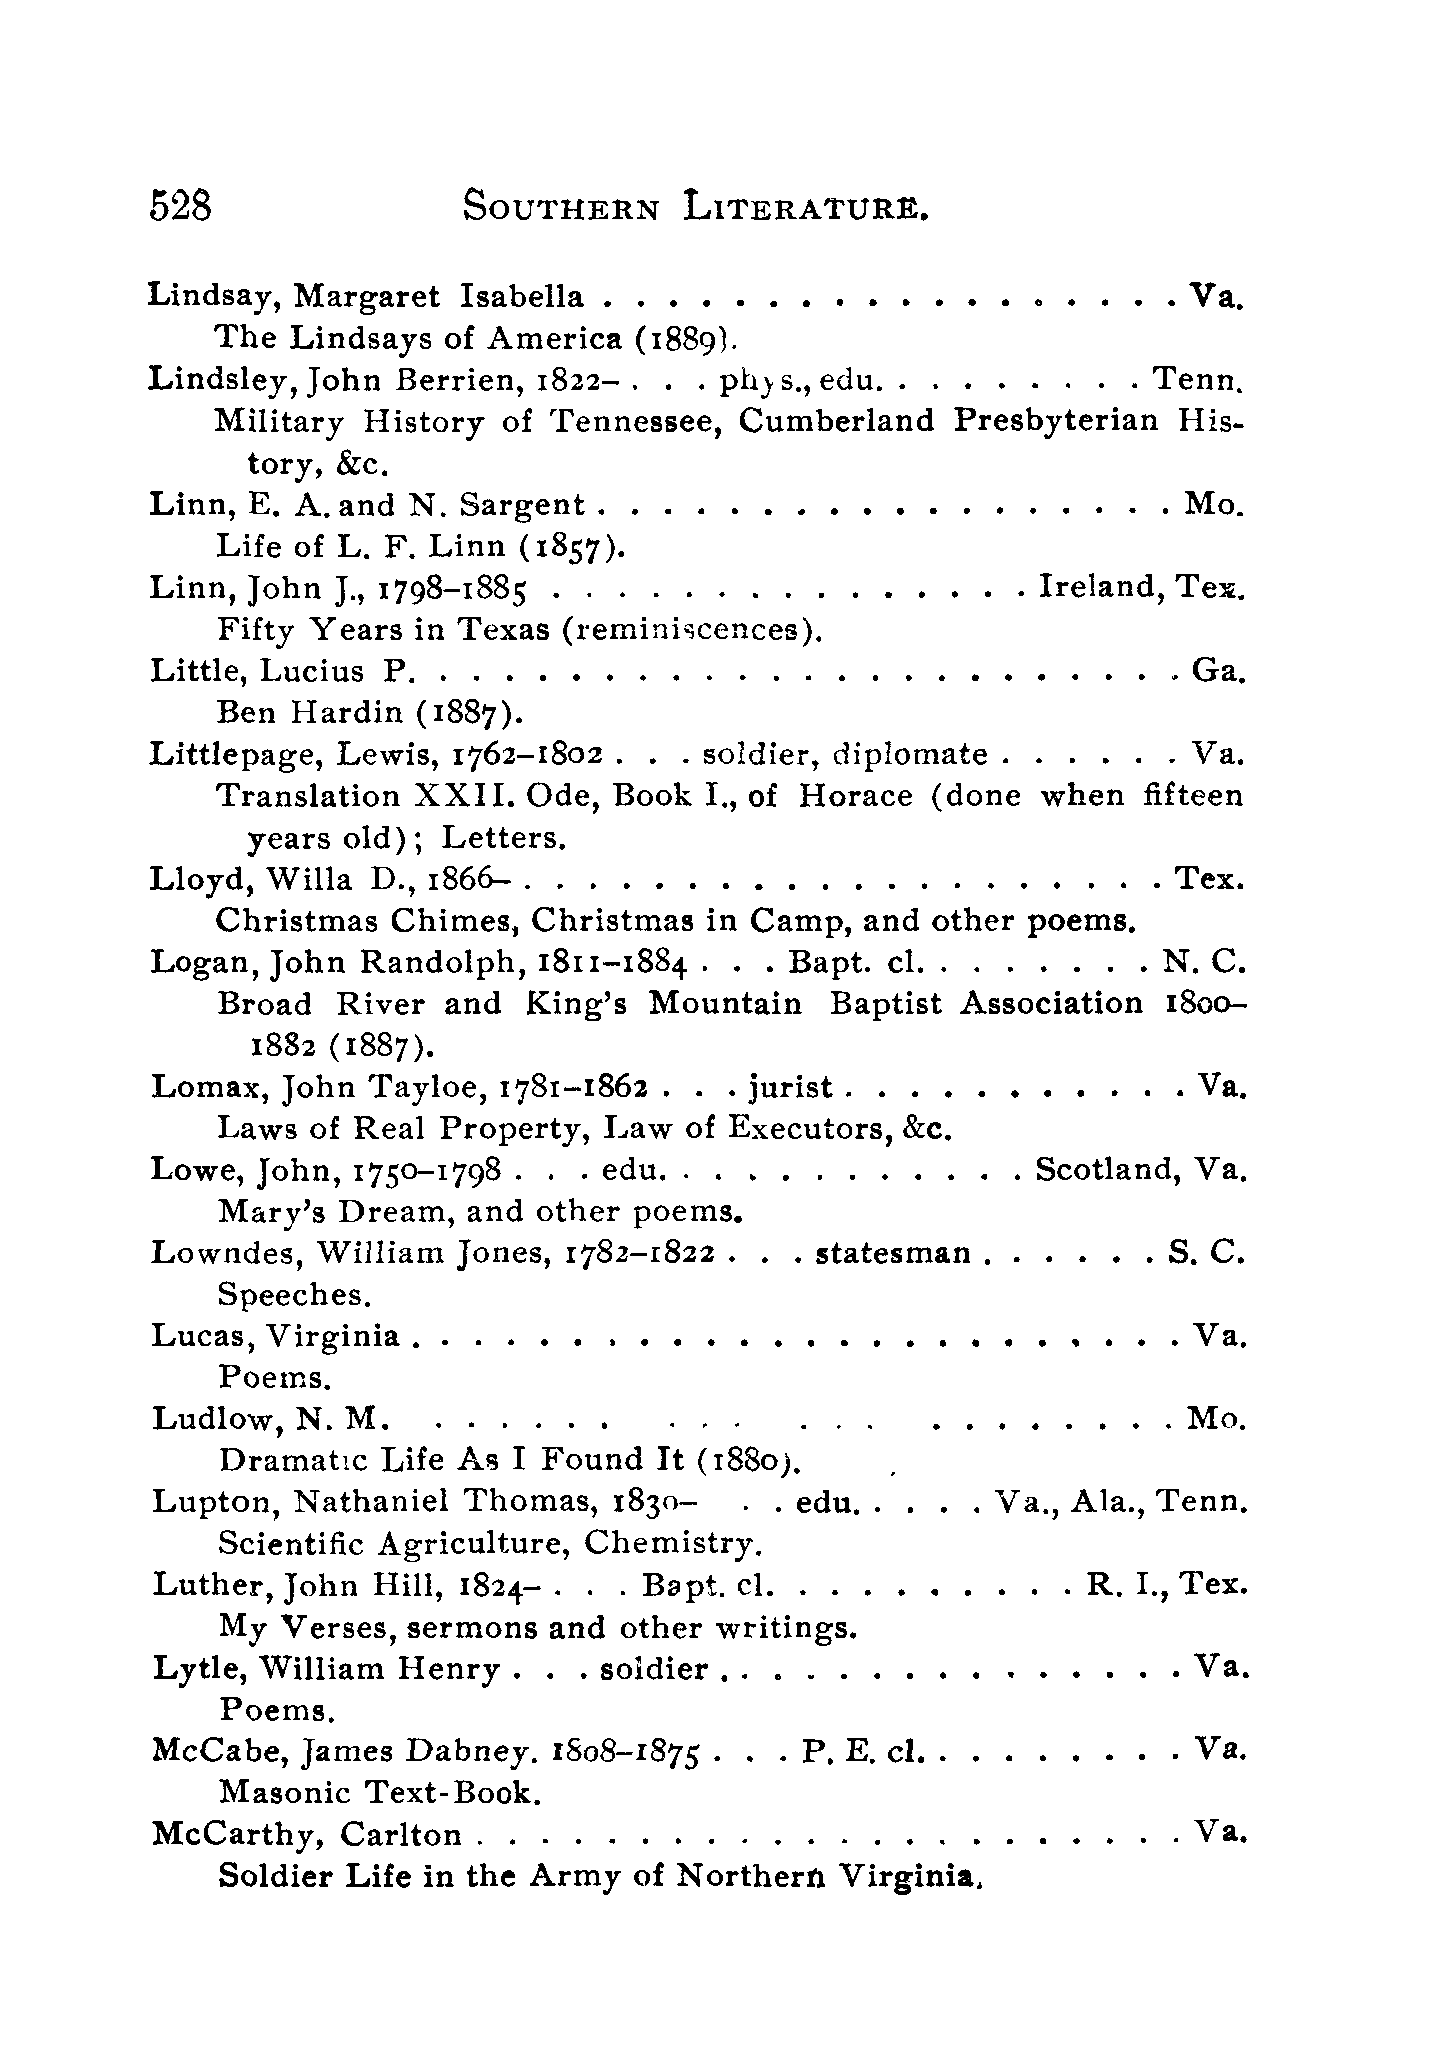 528 SOUTHERN LITERATURE.
Lindsay, Margaret Isabella . . . . . . . . . . . . . . . . . . Va.
The Lindsays of America (1889).
Lindsley, John Berrien, 1822– . . . phys., edu. . . . . . . . . Tenn.
Military History of Tennessee, Cumberland Presbyterian His-
tory, &c.
Linn, E. A. and N. Sargent . . . . . . . . . . . . . . . . . . Mo.
Life of L. F. Linn (1857).
Linn, John J., 1798–1885 . . . . . . . . . . . . . . . Ireland, Tex.
Fifty Years in Texas (reminiscences).
Little, Lucius P. . . . . . . . . . . . . . . . . . . . . . . . Ga.
Ben Hardin (1887).
Littlepage, Lewis, 1762–1802 . . . soldier, diplomate . . . . . . Va.
Translation XXII. Ode, Book I., of Horace (done when fifteen
years old); Letters.
Lloyd, Willa D., 1866– . . . . . . . . . . . . . . . . . . . . Tex.
Christmas Chimes, Christmas in Camp, and other poems.
Logan, John Randolph, 1811–1884 . . . Bapt. cl. . . . . . . . N. C.
Broad River and King's Mountain Baptist Association 1800–
1882 (1887).
Lomax, John Tayloe, 1781–1862 . . . jurist . . . . . . . . . . . Va.
Laws of Real Property, Law of Executors, &c.
Lowe, John, 1750–1798 . . . edu. . . . . . . . . . . . Scotland, Va.
Mary's Dream, and other poems.
Lowndes, William Jones, 1782–1822 . . . statesman . . . . . . S. C.
Speeches.
Lucas, Virginia . . . . . . . . . . . . . . . . . . . . . . . . Va.
Poems.
Ludlow, N. M. . . . . . . . . . . . . . . . . . . . . . Mo.
Dramatic Life As I Found It (1880).
Lupton, Nathaniel Thomas, 1830– . . edu. . . . . Va., Ala., Tenn.
Scientific Agriculture, Chemistry.
Luther, John Hill, 1824– . . . Bapt. cl. . . . . . . . . . R. I., Tex.
My Verses, sermons and other writings.
Lytle, William Henry . . . soldier . . . . . . . . . . . . . . . Va.
Poems.
McCabe, James Dabney. 1808–1875 . . . P. E. cl. . . . . . . . . Va.
Masonic Text-Book.
McCarthy, Carlton . . . . . . . . . . . . . . . . . . . . . . Va.
Soldier Life in the Army of Northern Virginia.